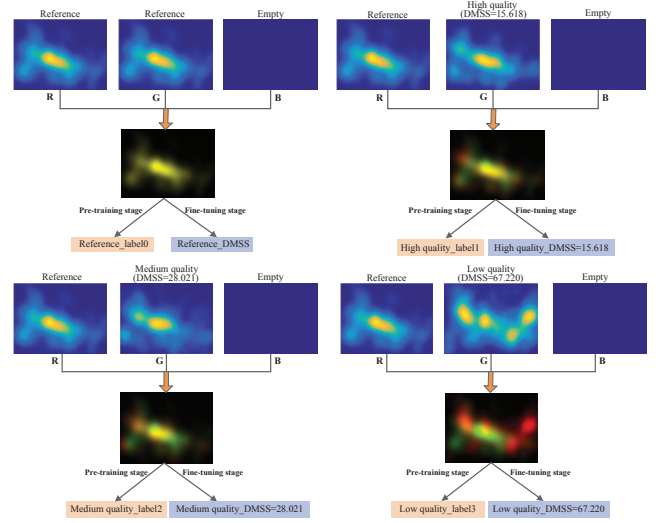 Reference
Reference
Empty
R
G
B
Pre-training stage
Fine-tuning stage
Reference_label0
Reference_DMSS
Reference
High quality
(DMSS=15.618)
Empty
R
G
B
Pre-training stage
Fine-tuning stage
High quality_label1
High quality_DMSS=15.618
Reference
Medium quality
(DMSS=28.021)
Empty
R
G
B
Pre-training stage
Fine-tuning stage
Medium quality_label2
Medium quality_DMSS=28.021
Reference
Low quality
(DMSS=67.220)
Empty
R
G
B
Pre-training stage
Fine-tuning stage
Low quality_label3
Low quality_DMSS=67.220